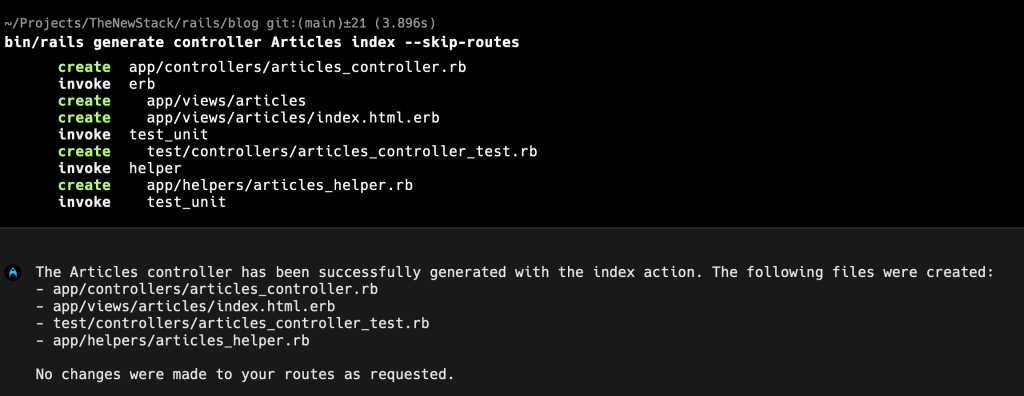 ~/Projects/TheNewStack/rails/blog git:(main)±21 (3.896s)
bin/rails generate controller Articles index --skip-routes
create app/controllers/articles_controller.rb
invoke erb
create app/views/articles
create app/views/articles/index.html.erb
invoke test_unit
create test/controllers/articles_controller_test.rb
invoke helper
create app/helpers/articles_helper.rb
invoke test_unit
The Articles controller has been successfully generated with the index action. The following files were created:
- app/controllers/articles_controller.rb
- app/views/articles/index.html.erb
- test/controllers/articles_controller_test.rb
- app/helpers/articles_helper.rb
No changes were made to your routes as requested.